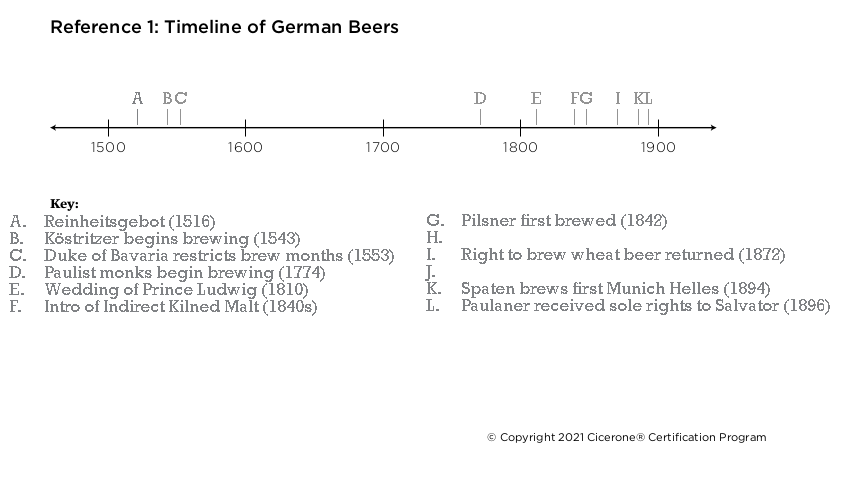 Reference 1: Timeline of German Beers
A B C D E F G I K L
1500 1600 1700 1800 1900
Key:
A. Reinheitsgebot (1516)
B. Köstritzer begins brewing (1543)
C. Duke of Bavaria restricts brew months (1553)
D. Paulist monks begin brewing (1774)
E. Wedding of Prince Ludwig (1810)
F. Intro of Indirect Kilned Malt (1840s)
G. Pilsner first brewed (1842)
H.
I. Right to brew wheat beer returned (1872)
J.
K. Spaten brews first Munich Helles (1894)
L. Paulaner received sole rights to Salvator (1896)
© Copyright 2021 Cicerone® Certification Program